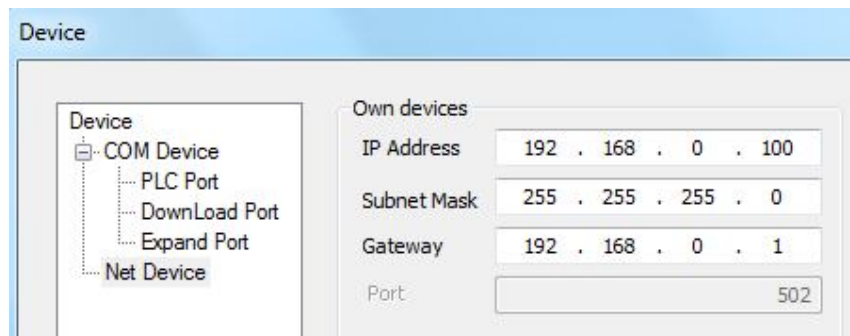 Device
Device
COM Device
PLC Port
DownLoad Port
Expand Port
Net Device
Own devices
IP Address 192 . 168 . 0 . 100
Subnet Mask 255 . 255 . 255 . 0
Gateway 192 . 168 . 0 . 1
Port 502